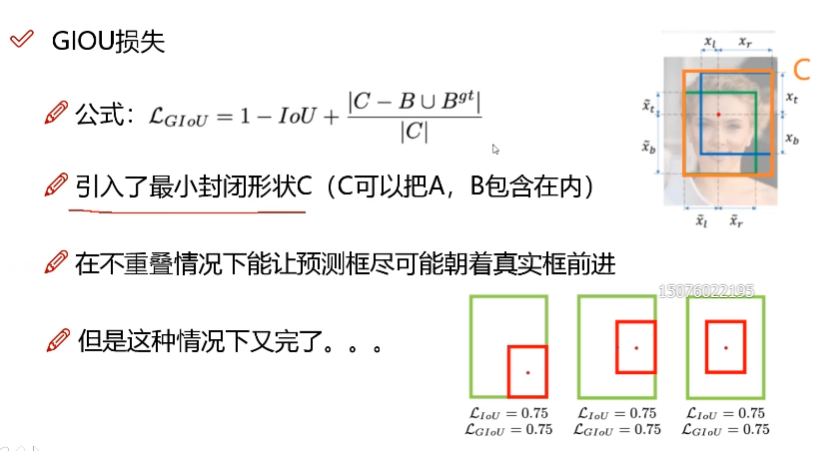 GIOU损失
公式：$\mathcal{L}_{GIoU} = 1 - IoU + \frac{|C - B \cup B^{gt}|}{|C|}$
引入了最小封闭形状C（C可以把A，B包含在内）
在不重叠情况下能让预测框尽可能朝着真实框前进
但是这种情况下又完了。。。
$x_l$ $x_r$
C
$\tilde{x}_t$ $x_t$
$\tilde{x}_b$ $x_b$
$\tilde{x}_l$ $\tilde{x}_r$
15076022195
$\mathcal{L}_{IoU} = 0.75$ $\mathcal{L}_{IoU} = 0.75$ $\mathcal{L}_{IoU} = 0.75$
$\mathcal{L}_{GIoU} = 0.75$ $\mathcal{L}_{GIoU} = 0.75$ $\mathcal{L}_{GIoU} = 0.75$